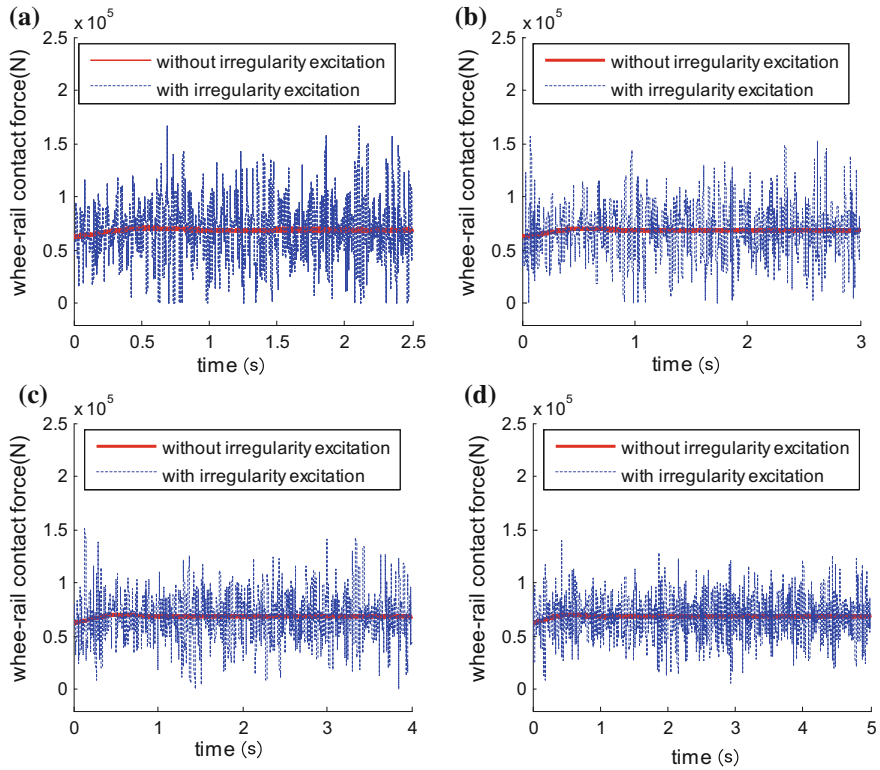 (a)
x 10^5
whee-rail contact force(N)
2.5
2
1.5
1
0.5
0
without irregularity excitation
with irregularity excitation
0 0.5 1 1.5 2 2.5
time (s)
(b)
x 10^5
whee-rail contact force(N)
2.5
2
1.5
1
0.5
0
without irregularity excitation
with irregularity excitation
0 1 2 3
time (s)
(c)
x 10^5
whee-rail contact force(N)
2.5
2
1.5
1
0.5
0
without irregularity excitation
with irregularity excitation
0 1 2 3 4
time (s)
(d)
x 10^5
whee-rail contact force(N)
2.5
2
1.5
1
0.5
0
without irregularity excitation
with irregularity excitation
0 1 2 3 4 5
time (s)